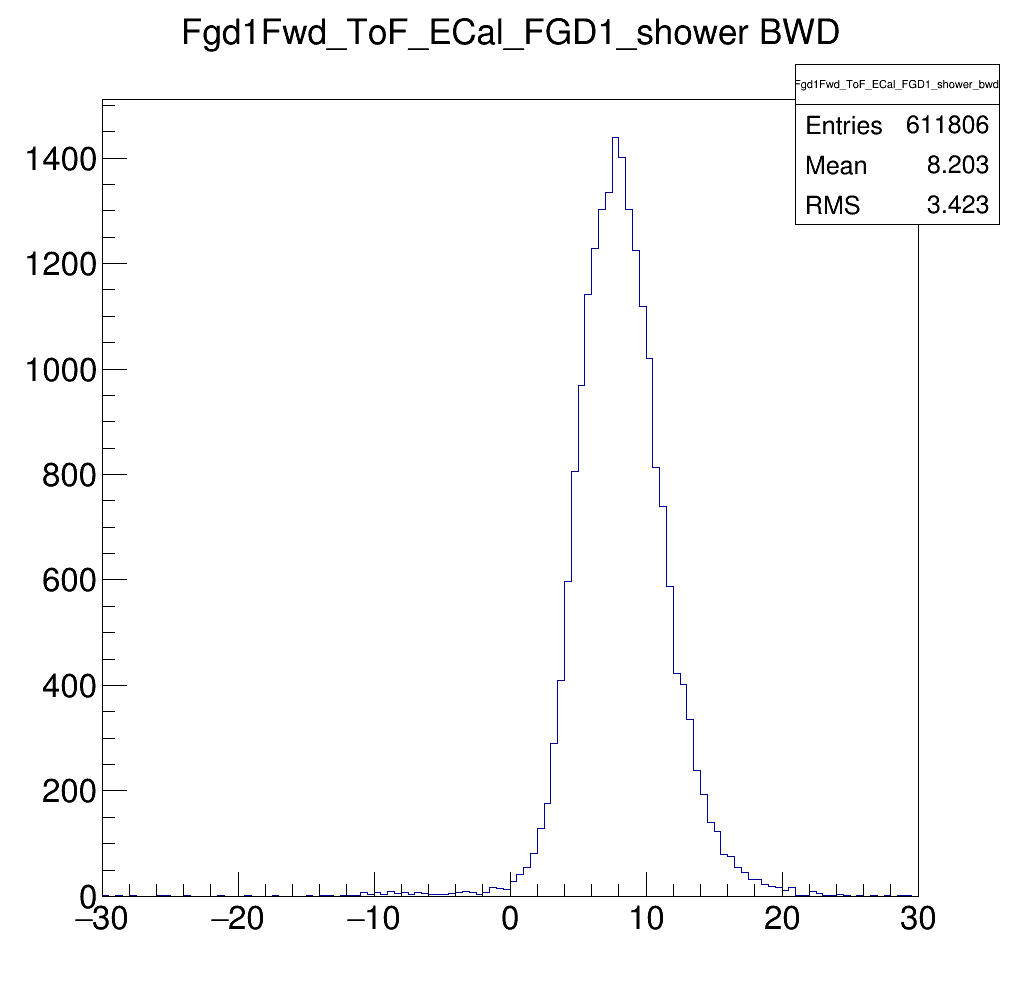 Fgd1Fwd_ToF_ECal_FGD1_shower BWD
Fgd1Fwd_ToF_ECal_FGD1_shower_bwd
Entries 611806
Mean 8.203
RMS 3.423
1400
1200
1000
800
600
400
200
0
−30 −20 −10 0 10 20 30